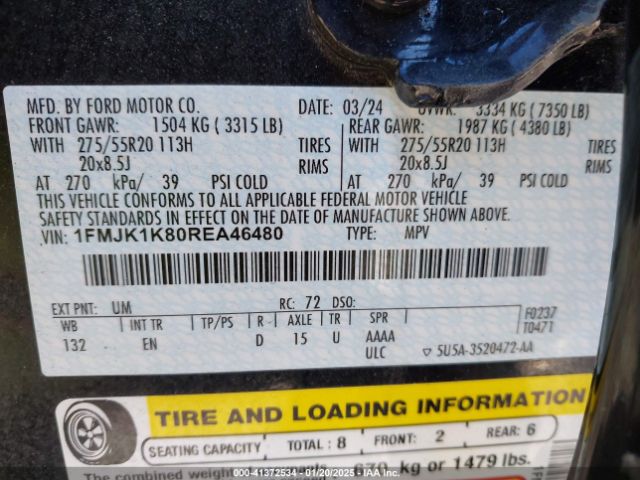 MFD. BY FORD MOTOR CO. DATE: 03/24 GVWR: 3334 KG ( 7350 LB)
FRONT GAWR: 1504 KG ( 3315 LB) REAR GAWR: 1987 KG ( 4380 LB)
WITH 275/55R20 113H TIRES WITH 275/55R20 113H TIRES
20x8.5J RIMS 20x8.5J RIMS
AT 270 kPa/ 39 PSI COLD AT 270 kPa/ 39 PSI COLD
THIS VEHICLE CONFORMS TO ALL APPLICABLE FEDERAL MOTOR VEHICLE
SAFETY STANDARDS IN EFFECT ON THE DATE OF MANUFACTURE SHOWN ABOVE.
VIN: 1FMJK1K80REA46480 TYPE: MPV
EXT PNT: UM RC: 72 DSO:
WB INT TR TP/PS R AXLE TR SPR F0237
132 EN D 15 U AAAA T0471
ULC ▽ 5U5A-3520472-AA
TIRE AND LOADING INFORMATION
SEATING CAPACITY TOTAL : 8 FRONT: 2 REAR: 6
The combined 670 kg or 1479 lbs.
© IMAGE - 41372534 - 01/20/2025 - IAAI.COM